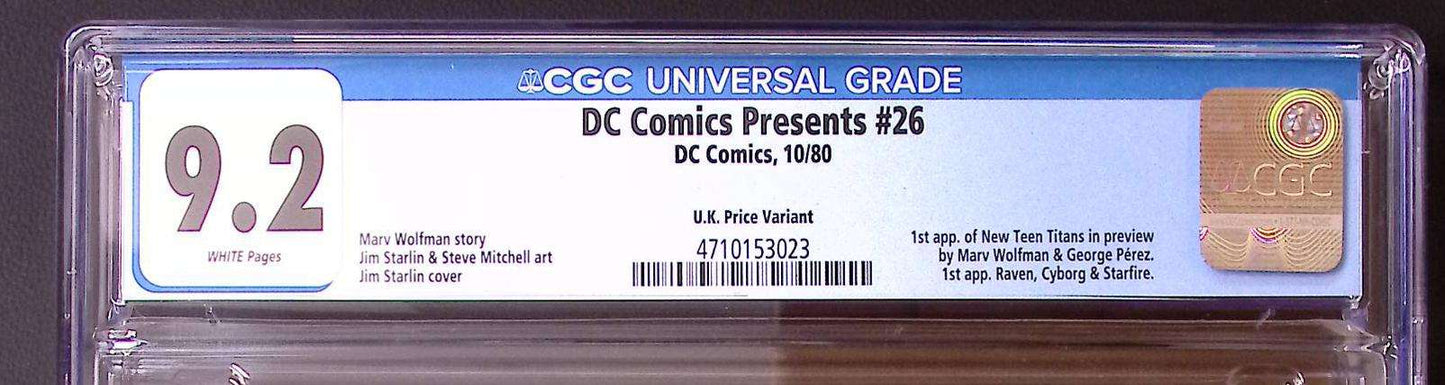 CGC UNIVERSAL GRADE
9.2
WHITE Pages
DC Comics Presents #26
DC Comics, 10/80
U.K. Price Variant
4710153023
Marv Wolfman story
Jim Starlin & Steve Mitchell art
Jim Starlin cover
1st app. of New Teen Titans in preview
by Marv Wolfman & George Pérez.
1st app. Raven, Cyborg & Starfire.
CGC